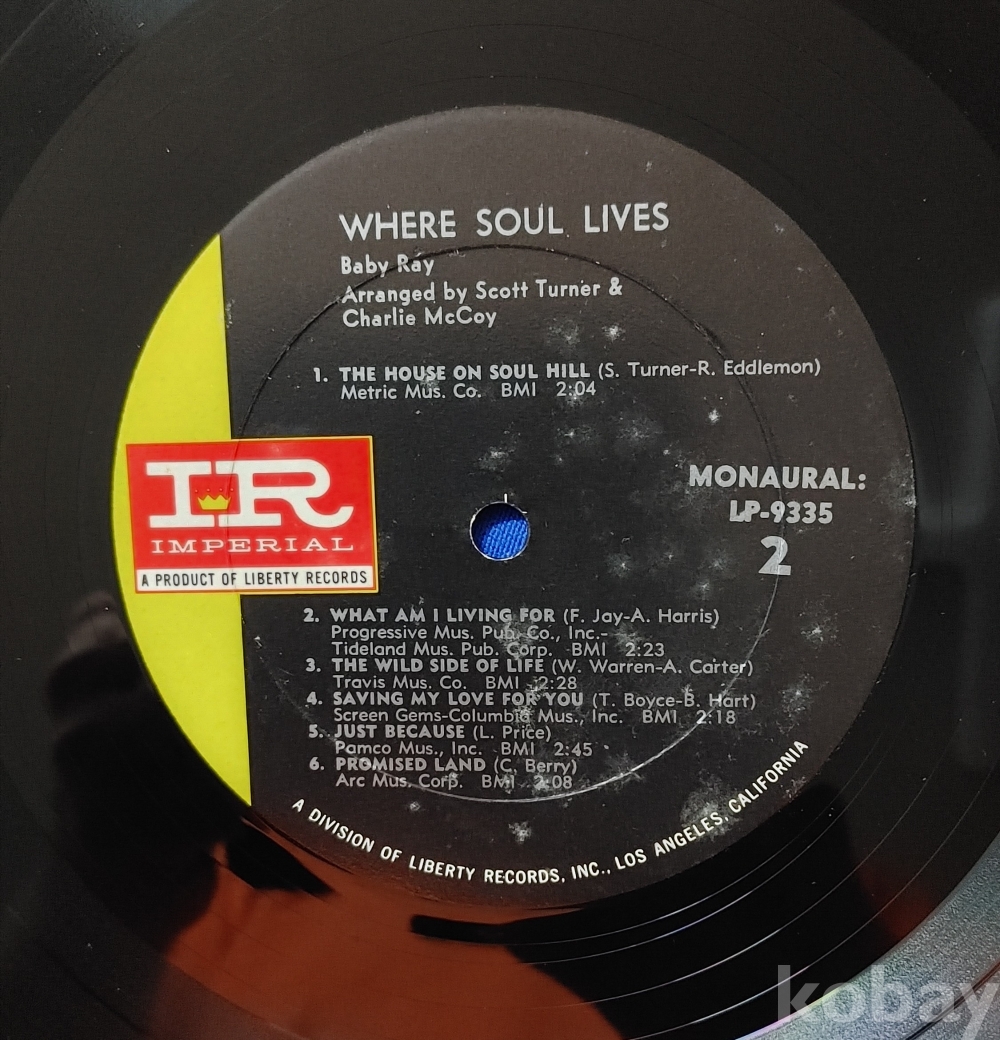 WHERE SOUL LIVES
Baby Ray
Arranged by Scott Turner &
Charlie McCoy
1. THE HOUSE ON SOUL HILL (S. Turner-R. Eddlemon)
Metric Mus. Co. BMI 2:04
IR
IMPERIAL
A PRODUCT OF LIBERTY RECORDS
MONAURAL:
LP-9335
2
2. WHAT AM I LIVING FOR (F. Jay-A. Harris)
Progressive Mus. Pub. Co., Inc.-
Tideland Mus. Pub. Corp. BMI 2:23
3. THE WILD SIDE OF LIFE (W. Warren-A. Carter)
Travis Mus. Co. BMI 2:28
4. SAVING MY LOVE FOR YOU (T. Boyce-B. Hart)
Screen Gems-Columbia Mus., Inc. BMI 2:18
5. JUST BECAUSE (L. Price)
Pamco Mus., Inc. BMI 2:45
6. PROMISED LAND (C. Berry)
Arc Mus. Corp. BMI 2:08
A DIVISION OF LIBERTY RECORDS, INC., LOS ANGELES, CALIFORNIA
kobay